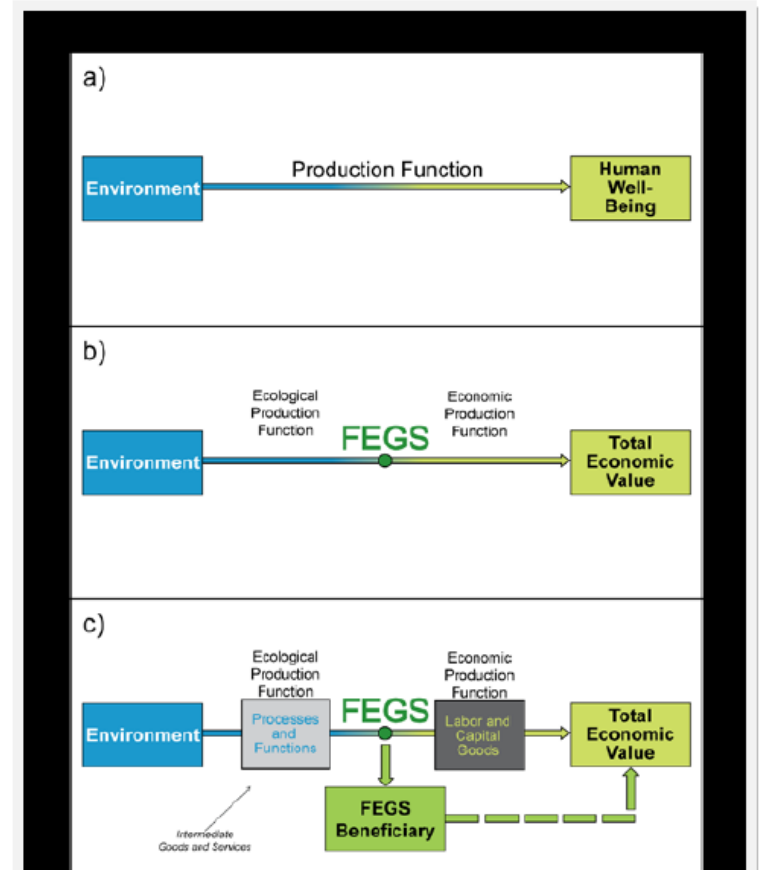 a)
Production Function
Environment
Human
Well-
Being
b)
Ecological
Production
Function
Economic
Production
Function
FEGS
Environment
Total
Economic
Value
c)
Ecological
Production
Function
Economic
Production
Function
FEGS
Environment
Processes
and
Functions
Labor and
Capital
Goods
Total
Economic
Value
FEGS
Beneficiary
Intermediate
Goods and Services